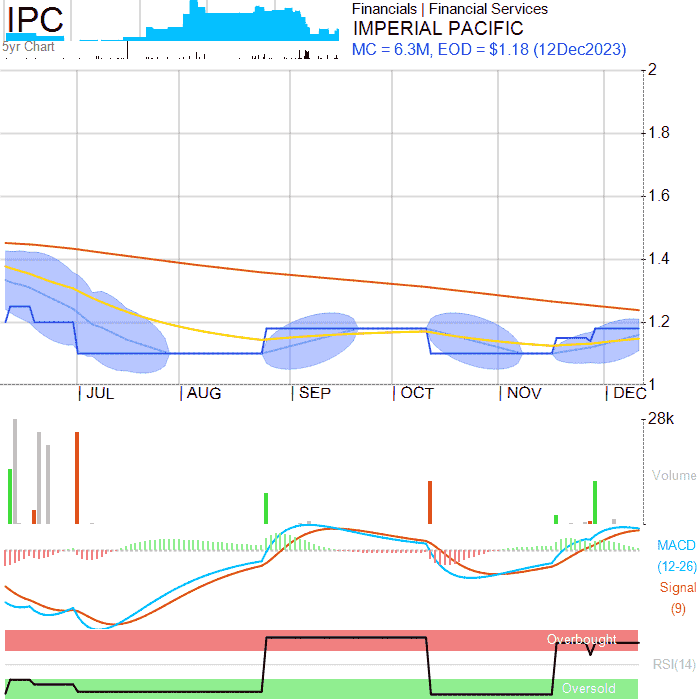 IPC
5yr Chart
Financials | Financial Services
IMPERIAL PACIFIC
MC = 6.3M, EOD = $1.18 (12Dec2023)
2
1.8
1.6
1.4
1.2
1
JUL AUG SEP OCT NOV DEC
28k
Volume
MACD
(12-26)
Signal
(9)
Overbought
RSI(14)
Oversold